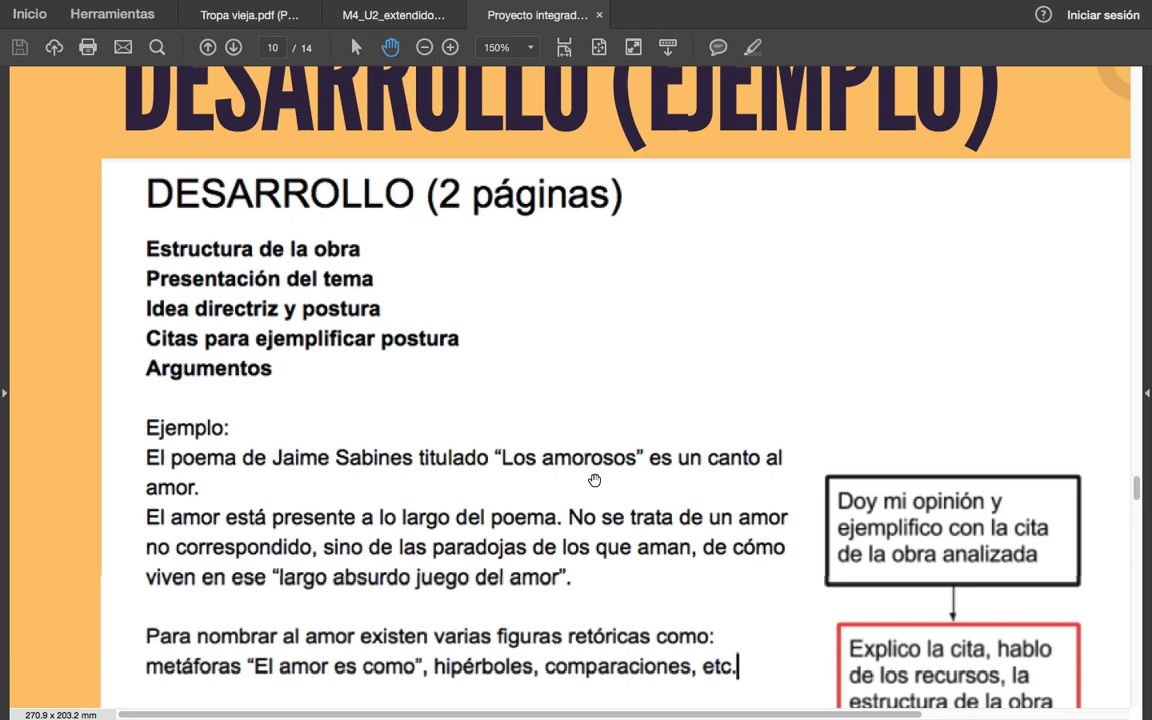 Inicio Herramientas Tropa vieja.pdf (P... M4_U2_extendido... Proyecto integrad... × ? Iniciar sesión
10 / 14 150%
DESARROLLO (EJEMPLO)
DESARROLLO (2 páginas)
Estructura de la obra
Presentación del tema
Idea directriz y postura
Citas para ejemplificar postura
Argumentos
Ejemplo:
El poema de Jaime Sabines titulado “Los amorosos” es un canto al
amor.
El amor está presente a lo largo del poema. No se trata de un amor
no correspondido, sino de las paradojas de los que aman, de cómo
viven en ese “largo absurdo juego del amor”.
Para nombrar al amor existen varias figuras retóricas como:
metáforas “El amor es como”, hipérboles, comparaciones, etc.
Doy mi opinión y
ejemplifico con la cita
de la obra analizada
Explico la cita, hablo
de los recursos, la
estructura de la obra
270.9 x 203.2 mm